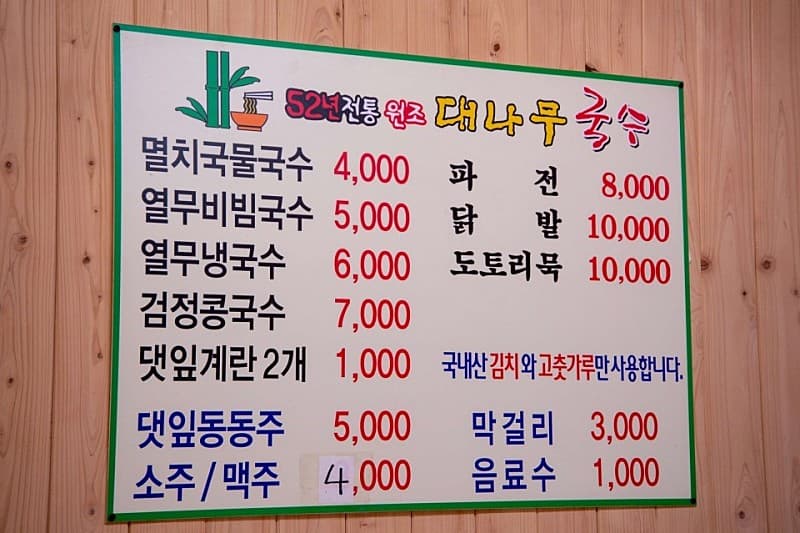 52년전통 원조 대나무 국수
멸치국물국수 4,000
열무비빔국수 5,000
열무냉국수 6,000
검정콩국수 7,000
댓잎계란 2개 1,000
파 전 8,000
닭 발 10,000
도토리묵 10,000
국내산 김치와 고춧가루만 사용합니다.
댓잎동동주 5,000
소주 / 맥주 4,000
막걸리 3,000
음료수 1,000